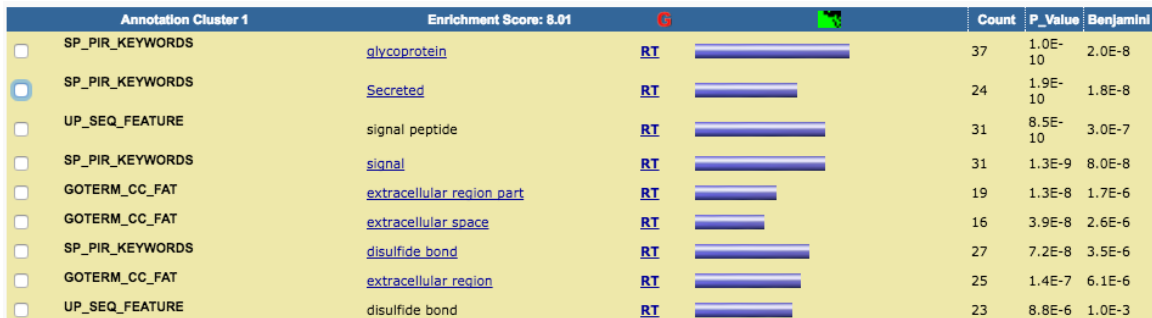 Annotation Cluster 1 Enrichment Score: 8.01 G Count P_Value Benjamini
SP_PIR_KEYWORDS glycoprotein RT 37 1.0E-10 2.0E-8
SP_PIR_KEYWORDS Secreted RT 24 1.9E-10 1.8E-8
UP_SEQ_FEATURE signal peptide RT 31 8.5E-10 3.0E-7
SP_PIR_KEYWORDS signal RT 31 1.3E-9 8.0E-8
GOTERM_CC_FAT extracellular region part RT 19 1.3E-8 1.7E-6
GOTERM_CC_FAT extracellular space RT 16 3.9E-8 2.6E-6
SP_PIR_KEYWORDS disulfide bond RT 27 7.2E-8 3.5E-6
GOTERM_CC_FAT extracellular region RT 25 1.4E-7 6.1E-6
UP_SEQ_FEATURE disulfide bond RT 23 8.8E-6 1.0E-3